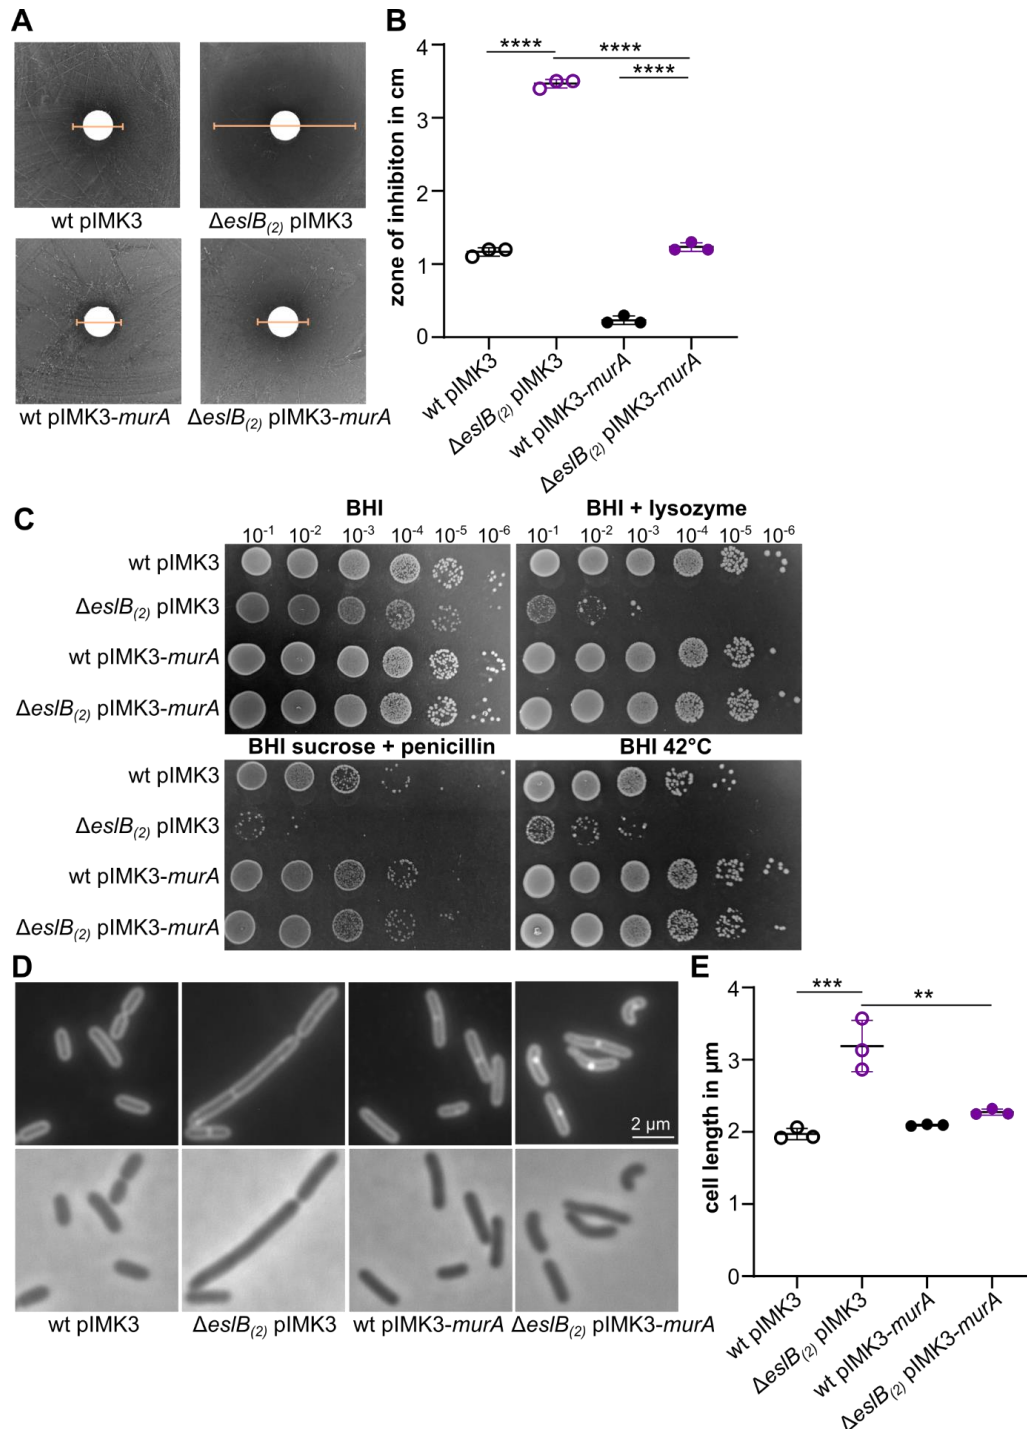 A
wt pIMK3
ΔeslB(2) pIMK3
wt pIMK3-murA
ΔeslB(2) pIMK3-murA
B
zone of inhibiton in cm
4
3
2
1
0
****
****
****
wt pIMK3
ΔeslB(2) pIMK3
wt pIMK3-murA
ΔeslB(2) pIMK3-murA
C
BHI
BHI + lysozyme
10-1 10-2 10-3 10-4 10-5 10-6
10-1 10-2 10-3 10-4 10-5 10-6
wt pIMK3
ΔeslB(2) pIMK3
wt pIMK3-murA
ΔeslB(2) pIMK3-murA
BHI sucrose + penicillin
BHI 42°C
wt pIMK3
ΔeslB(2) pIMK3
wt pIMK3-murA
ΔeslB(2) pIMK3-murA
D
2 µm
wt pIMK3
ΔeslB(2) pIMK3
wt pIMK3-murA
ΔeslB(2) pIMK3-murA
E
cell length in µm
4
3
2
1
0
***
**
wt pIMK3
ΔeslB(2) pIMK3
wt pIMK3-murA
ΔeslB(2) pIMK3-murA